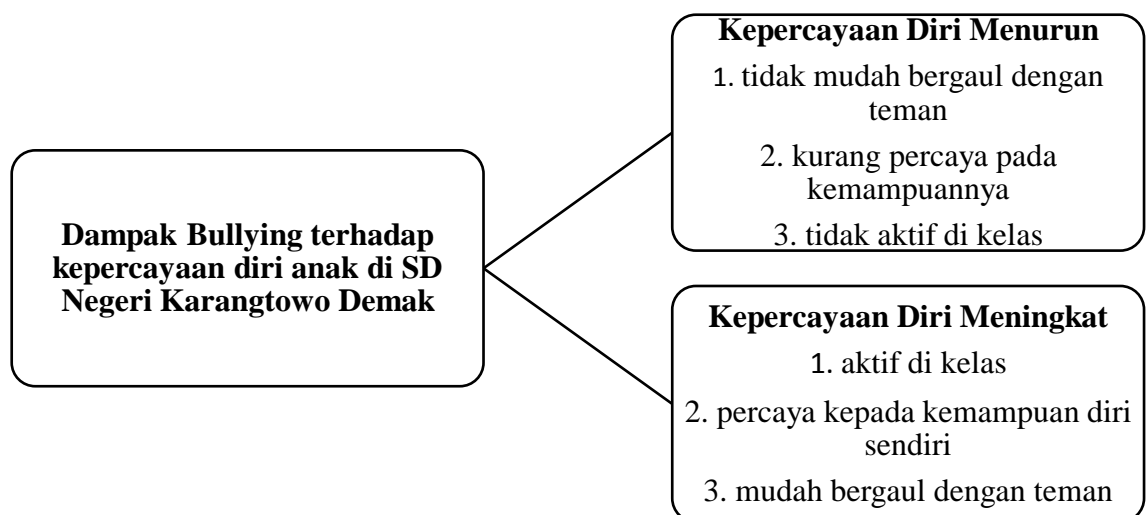 Dampak Bullying terhadap
kepercayaan diri anak di SD
Negeri Karangtowo Demak
Kepercayaan Diri Menurun
1. tidak mudah bergaul dengan
teman
2. kurang percaya pada
kemampuannya
3. tidak aktif di kelas
Kepercayaan Diri Meningkat
1. aktif di kelas
2. percaya kepada kemampuan diri
sendiri
3. mudah bergaul dengan teman